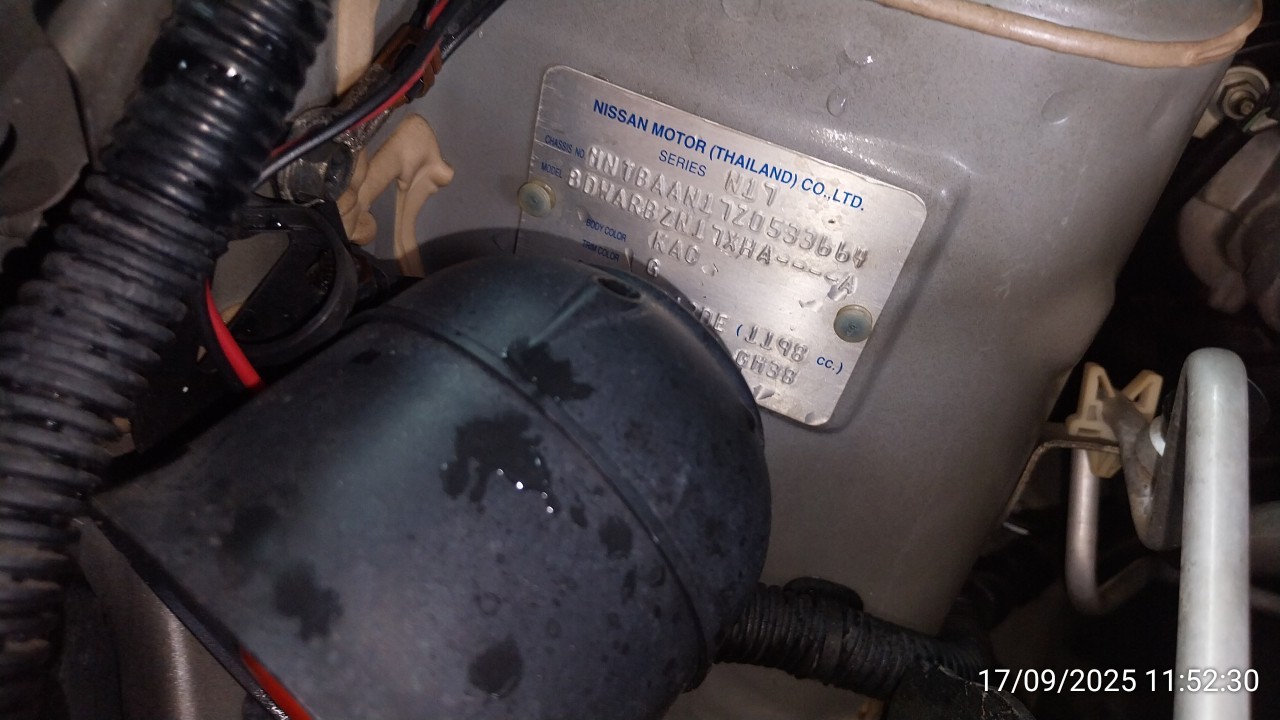 NISSAN MOTOR (THAILAND) CO.,LTD.
SERIES N17
CHASSIS NO MNTBAAN17Z0533664
MODEL BDWARBZN17XHA----A
BODY COLOR KAC
TRIM COLOR G
(1198 cc.)
17/09/2025 11:52:30